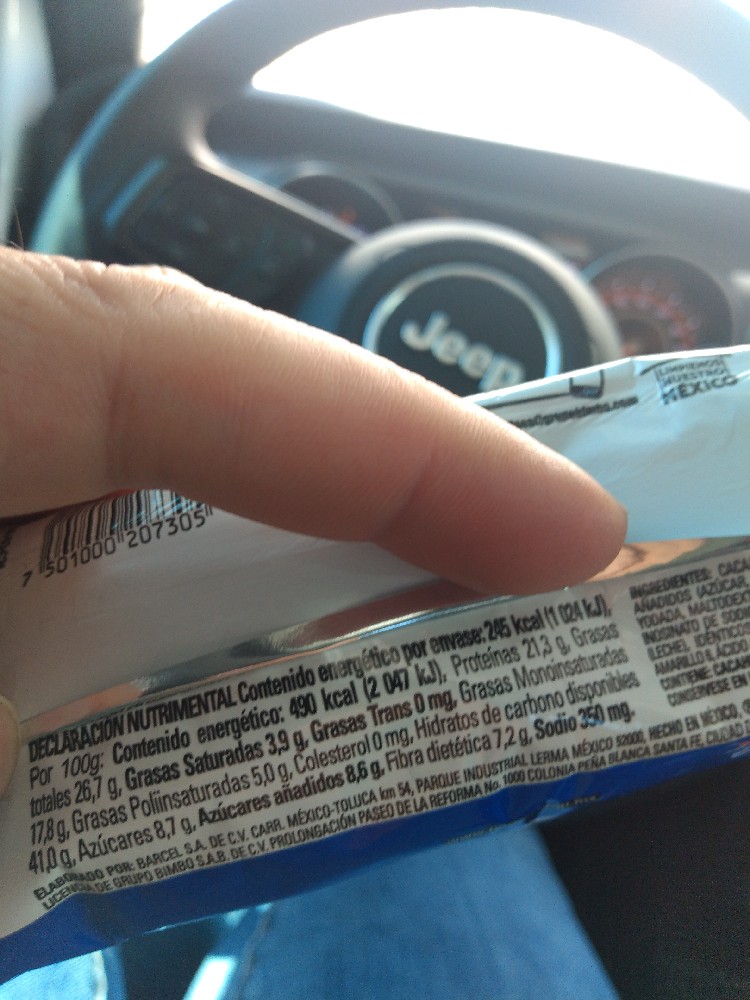 Jeep
LIMPIEMOS
NUESTRO
MÉXICO
7 501000 207305
DECLARACIÓN NUTRIMENTAL Contenido energético por envase: 245 kcal (1 024 kJ),
Por 100g: Contenido energético: 490 kcal (2 047 kJ), Proteínas 21,3 g, Grasas
totales 26,7 g, Grasas Saturadas 3,9 g, Grasas Trans 0 mg, Grasas Monoinsaturadas
17,8 g, Grasas Poliinsaturadas 5,0 g, Colesterol 0 mg, Hidratos de carbono disponibles
41,0 g, Azúcares 8,7 g, Azúcares añadidos 8,6 g, Fibra dietética 7,2 g, Sodio 350 mg.
ELABORADO POR: BARCEL S.A. DE C.V. CARR. MÉXICO-TOLUCA km 54, PARQUE INDUSTRIAL LERMA MÉXICO 52000. HECHO EN MÉXICO,
LICENCIA DE GRUPO BIMBO S.A.B. DE C.V. PROLONGACIÓN PASEO DE LA REFORMA No. 1000 COLONIA PEÑA BLANCA SANTA FE, CIUDAD
INGREDIENTES: CACA
AÑADIDOS (AZÚCAR
YODADA, MALTODEX
INOSINATO DE SOD
LECHE), IDÉNTICO
AMARILLO 6, ÁCIDO
CONTIENE: CACAH
CONSÉRVESE EN